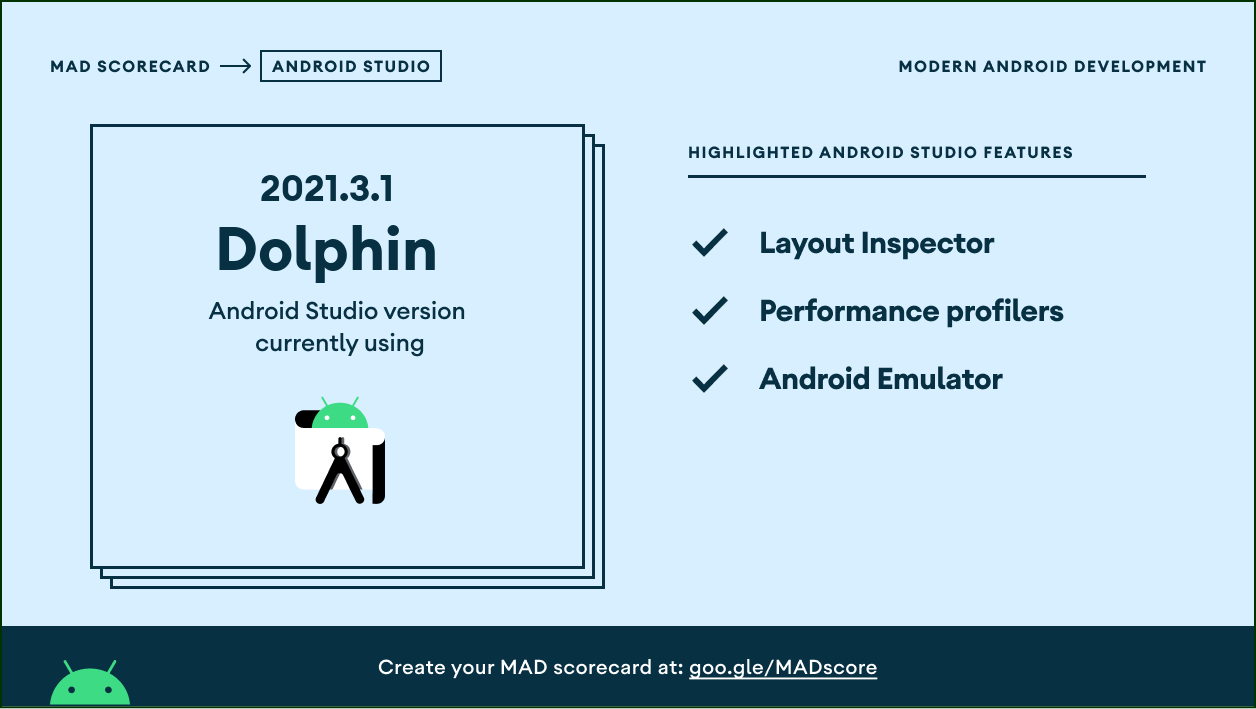 MAD SCORECARD → ANDROID STUDIO
MODERN ANDROID DEVELOPMENT
2021.3.1
Dolphin
Android Studio version
currently using
HIGHLIGHTED ANDROID STUDIO FEATURES
Layout Inspector
Performance profilers
Android Emulator
Create your MAD scorecard at: goo.gle/MADscore